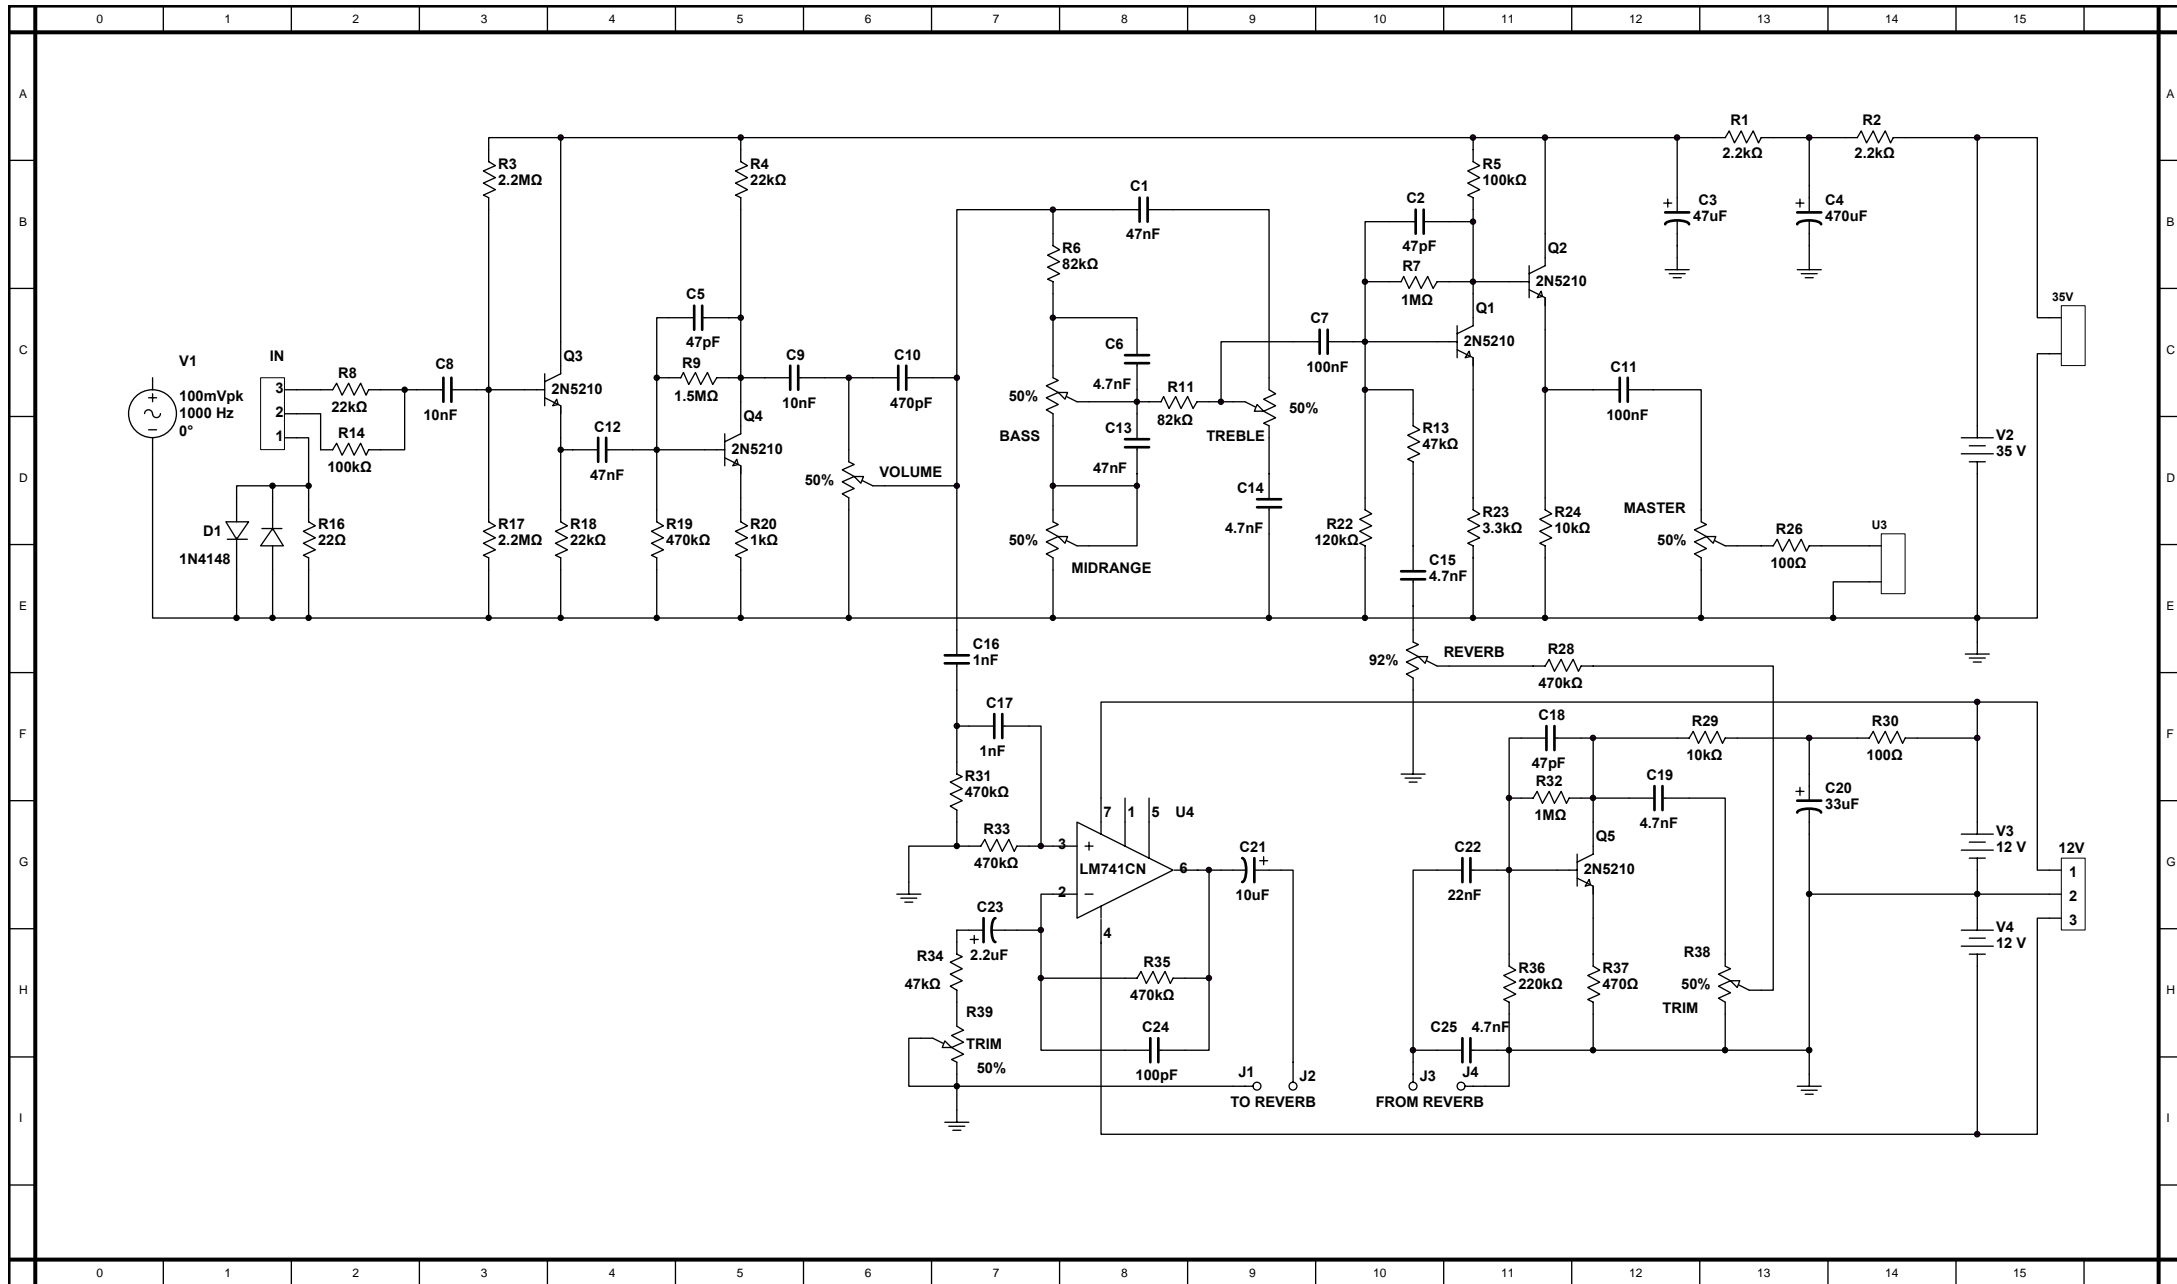 0 1 2 3 4 5 6 7 8 9 10 11 12 13 14 15
A A
R1
2.2kΩ
R2
2.2kΩ
R3
2.2MΩ
R4
22kΩ
R5
100kΩ
B B
C1
47nF
C2
47pF
C3
47uF
C4
470uF
R6
82kΩ
R7
1MΩ
Q2
2N5210
C5
47pF
Q1
2N5210
35V
C C
V1
100mVpk
1000 Hz
0°
IN
3
2
1
R8
22kΩ
C8
10nF
Q3
2N5210
R9
1.5MΩ
C9
10nF
C10
470pF
C6
4.7nF
C7
100nF
50%
BASS
R11
82kΩ
50%
TREBLE
C11
100nF
R14
100kΩ
C12
47nF
Q4
2N5210
C13
47nF
R13
47kΩ
V2
35 V
D D
50%
VOLUME
C14
4.7nF
D1
1N4148
R16
22Ω
R17
2.2MΩ
R18
22kΩ
R19
470kΩ
R20
1kΩ
50%
MIDRANGE
R22
120kΩ
R23
3.3kΩ
R24
10kΩ
MASTER
50%
R26
100Ω
U3
C15
4.7nF
E E
C16
1nF
92%
REVERB
R28
470kΩ
F F
C17
1nF
C18
47pF
R29
10kΩ
R30
100Ω
R31
470kΩ
R32
1MΩ
C19
4.7nF
C20
33uF
R33
470kΩ
7 1 5 U4
3 +
LM741CN
6
2 −
4
C21
10uF
C22
22nF
Q5
2N5210
V3
12 V
12V
1
2
3
G G
C23
2.2uF
V4
12 V
R34
47kΩ
R35
470kΩ
R36
220kΩ
R37
470Ω
R38
50%
TRIM
H H
R39
TRIM
50%
C24
100pF
C25 4.7nF
J1 J2
TO REVERB
J3 J4
FROM REVERB
I I
0 1 2 3 4 5 6 7 8 9 10 11 12 13 14 15